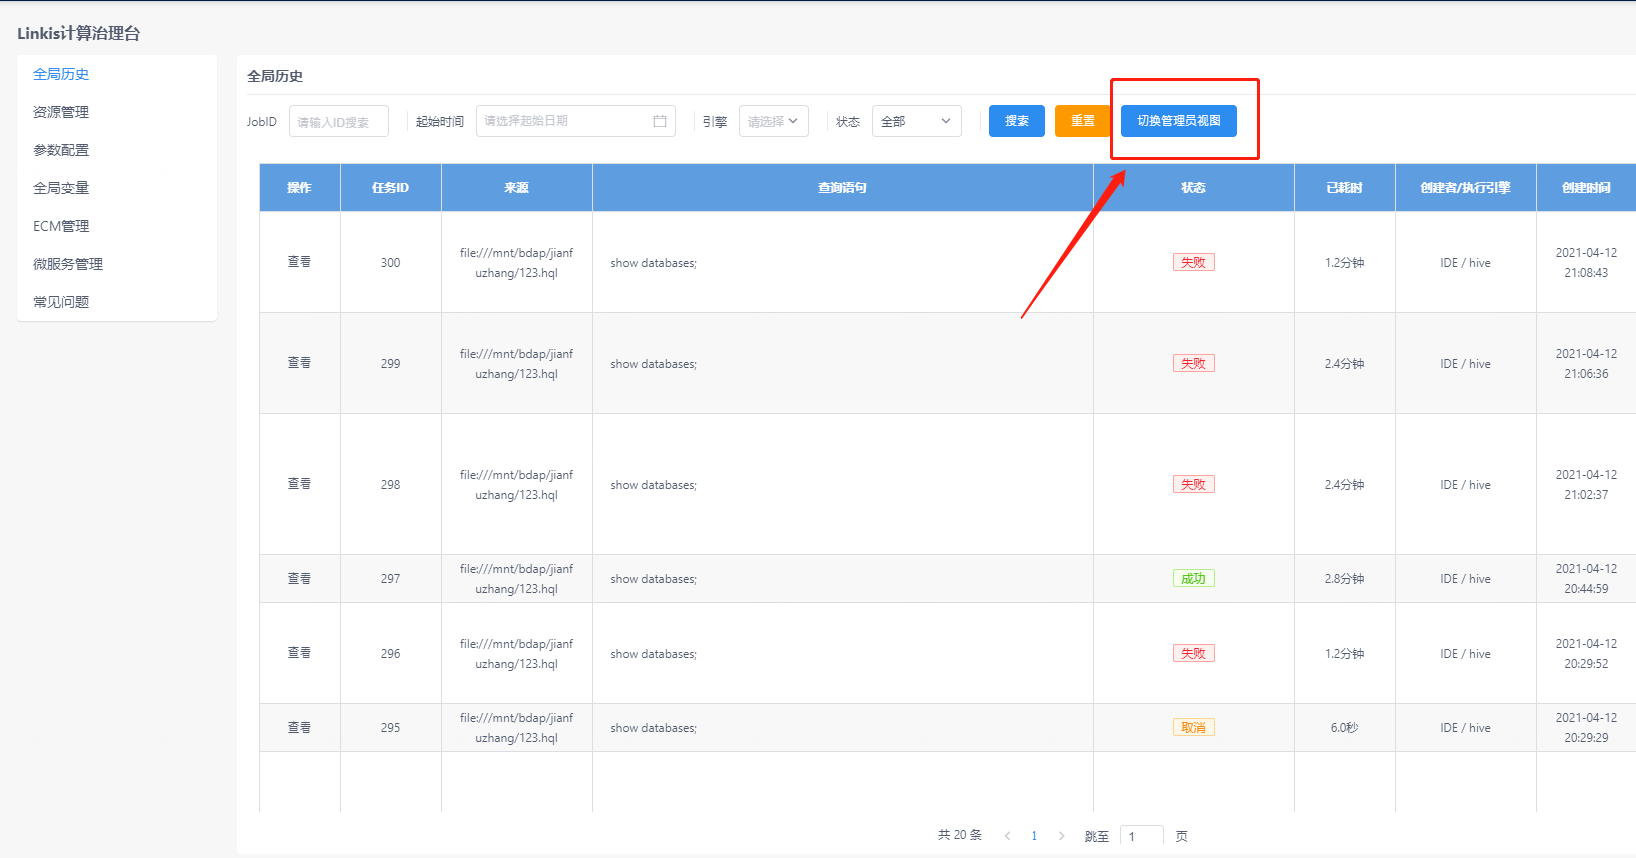 Linkis计算治理台
全局历史
资源管理
参数配置
全局变量
ECM管理
微服务管理
常见问题
全局历史
JobID 请输入ID搜索 起始时间 请选择起始日期 引擎 请选择 状态 全部 搜索 重置 切换管理员视图
操作 任务ID 来源 查询语句 状态 已耗时 创建者/执行引擎 创建时间
查看 300 file:///mnt/bdap/jianf show databases; 失败 1.2分钟 IDE / hive 2021-04-12
uzhang/123.hql 21:08:43
查看 299 file:///mnt/bdap/jianf show databases; 失败 2.4分钟 IDE / hive 2021-04-12
uzhang/123.hql 21:06:36
查看 298 file:///mnt/bdap/jianf show databases; 失败 2.4分钟 IDE / hive 2021-04-12
uzhang/123.hql 21:02:37
查看 297 file:///mnt/bdap/jianf show databases; 成功 2.8分钟 IDE / hive 2021-04-12
uzhang/123.hql 20:44:59
查看 296 file:///mnt/bdap/jianf show databases; 失败 1.2分钟 IDE / hive 2021-04-12
uzhang/123.hql 20:29:52
查看 295 file:///mnt/bdap/jianf show databases; 取消 6.0秒 IDE / hive 2021-04-12
uzhang/123.hql 20:29:29
共 20 条 < 1 > 跳至 1 页